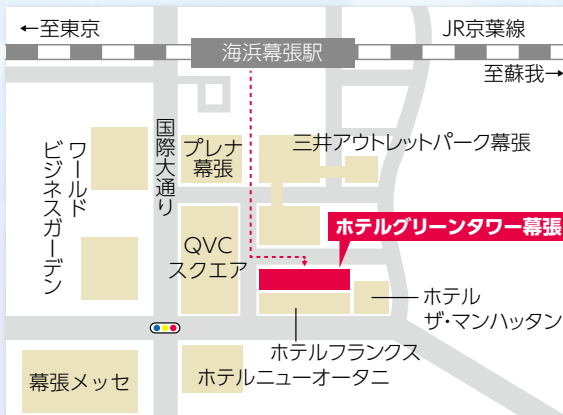 ←至東京
JR京葉線
海浜幕張駅
至蘇我→
国際大通り
プレナ
幕張
三井アウトレットパーク幕張
ワールド
ビジネスガーデン
ホテルグリーンタワー幕張
QVC
スクエア
ホテル
ザ・マンハッタン
ホテルフランクス
ホテルニューオータニ
幕張メッセ